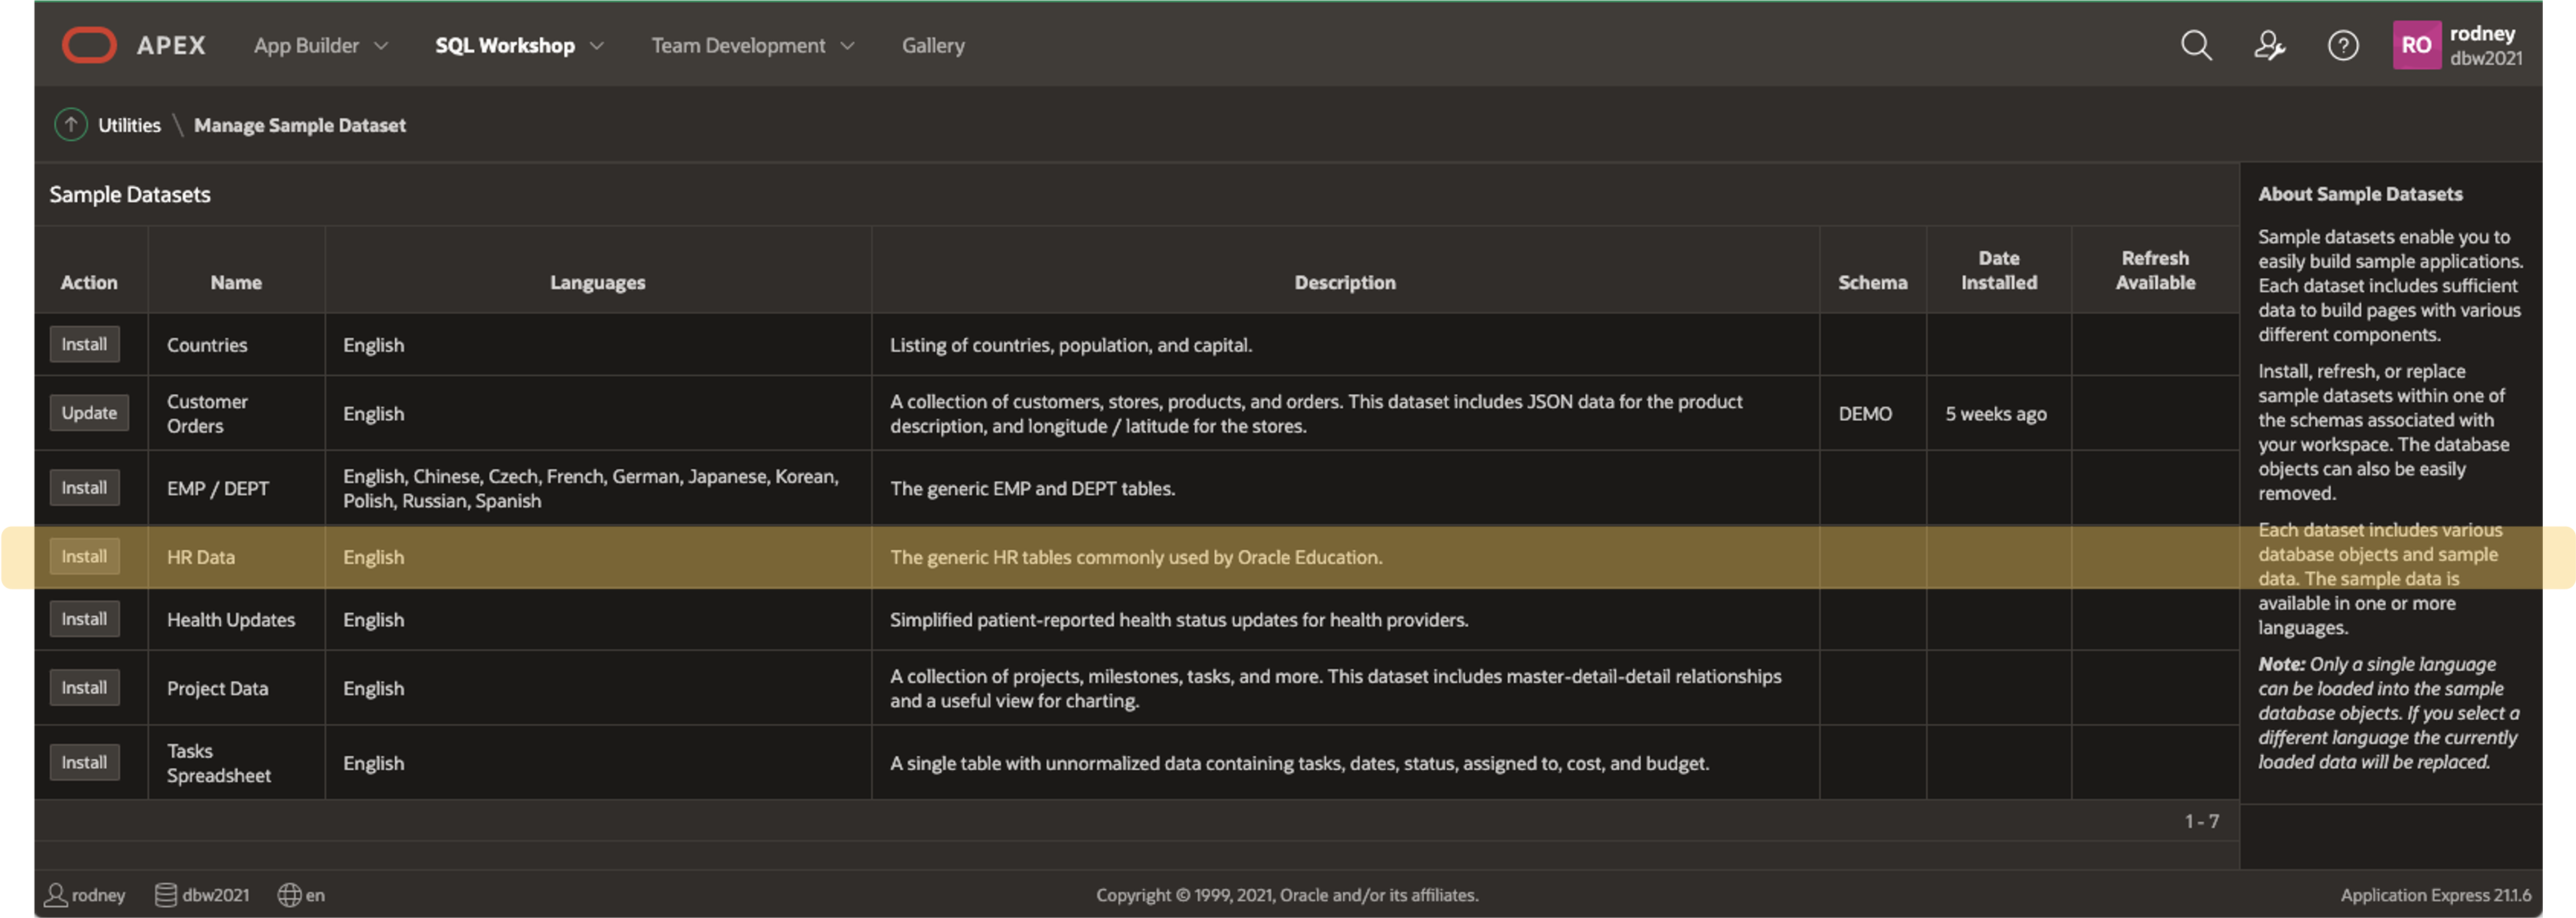 APEX App Builder SQL Workshop Team Development Gallery RO rodney
dbw2021
Utilities \ Manage Sample Dataset
Sample Datasets
Action Name Languages Description Schema Date Installed Refresh Available
Install Countries English Listing of countries, population, and capital.
Update Customer Orders English A collection of customers, stores, products, and orders. This dataset includes JSON data for the product
description, and longitude / latitude for the stores. DEMO 5 weeks ago
Install EMP / DEPT English, Chinese, Czech, French, German, Japanese, Korean,
Polish, Russian, Spanish The generic EMP and DEPT tables.
Install HR Data English The generic HR tables commonly used by Oracle Education.
Install Health Updates English Simplified patient-reported health status updates for health providers.
Install Project Data English A collection of projects, milestones, tasks, and more. This dataset includes master-detail-detail relationships
and a useful view for charting.
Install Tasks Spreadsheet English A single table with unnormalized data containing tasks, dates, status, assigned to, cost, and budget.
1 - 7
About Sample Datasets
Sample datasets enable you to
easily build sample applications.
Each dataset includes sufficient
data to build pages with various
different components.
Install, refresh, or replace
sample datasets within one of
the schemas associated with
your workspace. The database
objects can also be easily
removed.
Each dataset includes various
database objects and sample
data. The sample data is
available in one or more
languages.
Note: Only a single language
can be loaded into the sample
database objects. If you select a
different language the currently
loaded data will be replaced.
rodney dbw2021 en Copyright © 1999, 2021, Oracle and/or its affiliates. Application Express 21.1.6